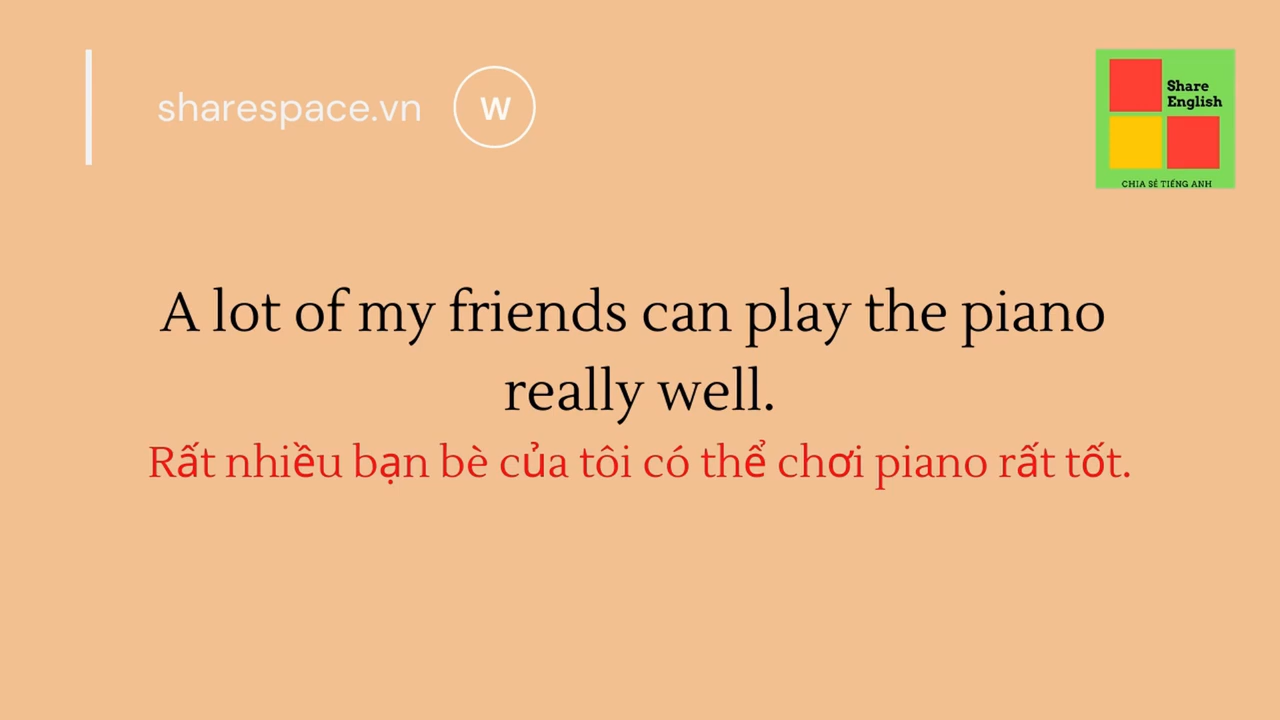 sharespace.vn
W
Share
English
CHIA SẺ TIẾNG ANH
A lot of my friends can play the piano
really well.
Rất nhiều bạn bè của tôi có thể chơi piano rất tốt.